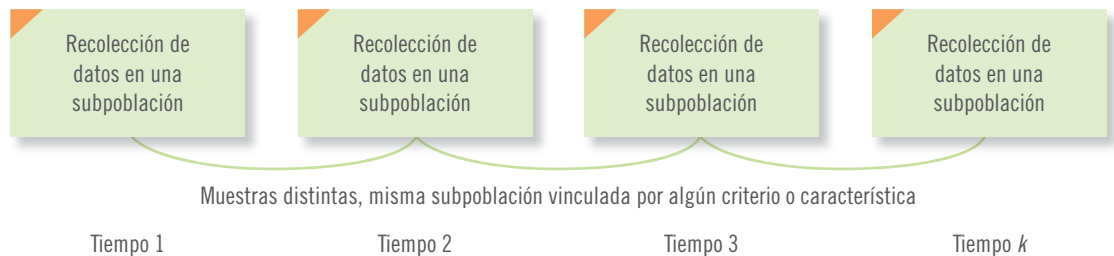 Recolección de
datos en una
subpoblación
Recolección de
datos en una
subpoblación
Recolección de
datos en una
subpoblación
Recolección de
datos en una
subpoblación
Muestras distintas, misma subpoblación vinculada por algún criterio o característica
Tiempo 1
Tiempo 2
Tiempo 3
Tiempo k